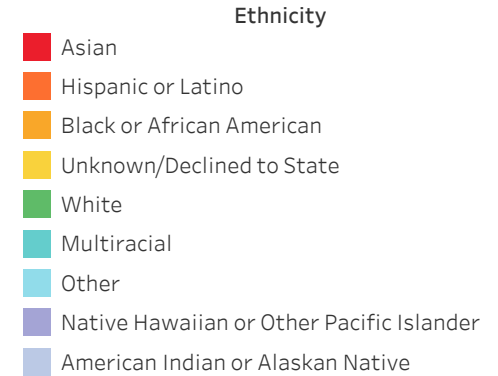 Ethnicity
Asian
Hispanic or Latino
Black or African American
Unknown/Declined to State
White
Multiracial
Other
Native Hawaiian or Other Pacific Islander
American Indian or Alaskan Native